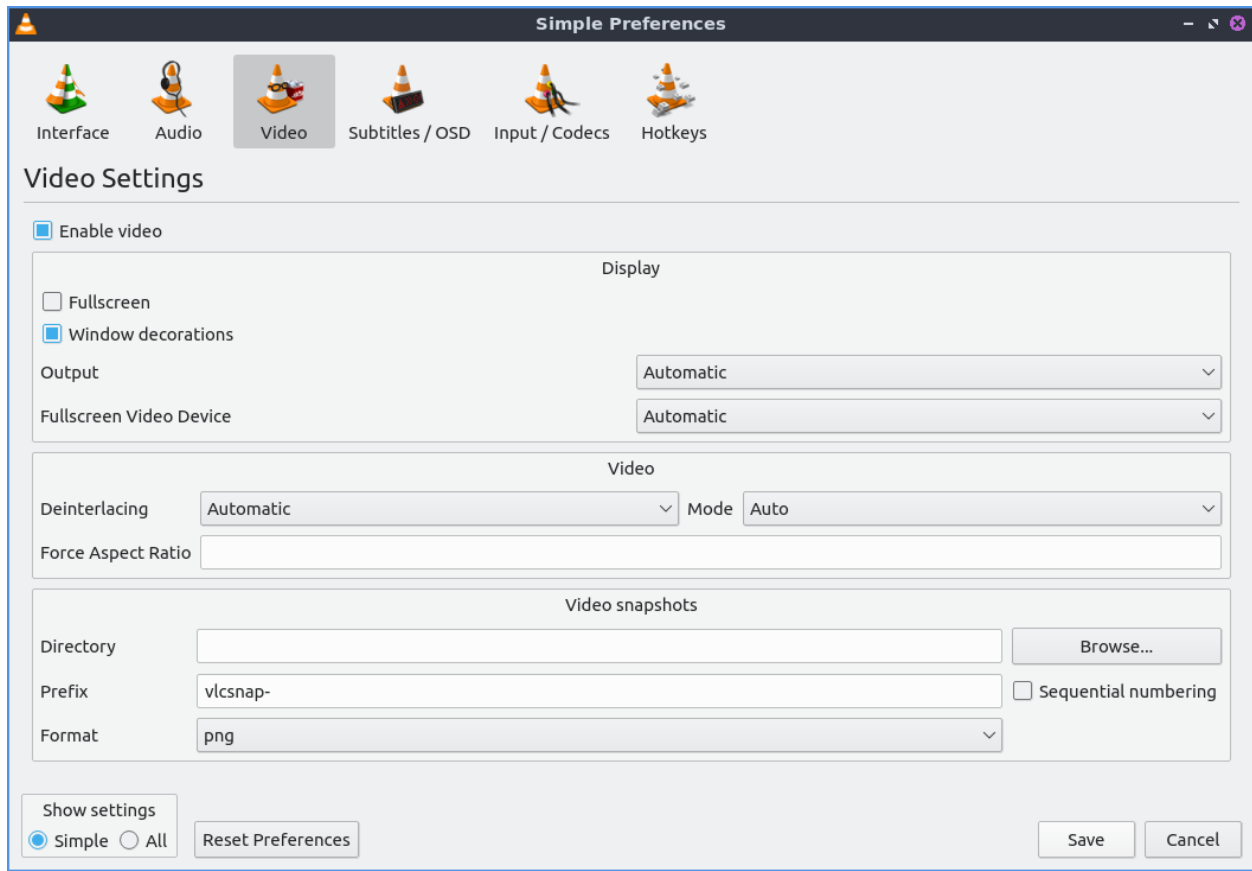 Simple Preferences
Interface Audio Video Subtitles / OSD Input / Codecs Hotkeys
Video Settings
Enable video
Display
Fullscreen
Window decorations
Output Automatic
Fullscreen Video Device Automatic
Video
Deinterlacing Automatic Mode Auto
Force Aspect Ratio
Video snapshots
Directory Browse...
Prefix vlcsnap- Sequential numbering
Format png
Show settings
Simple All Reset Preferences Save Cancel